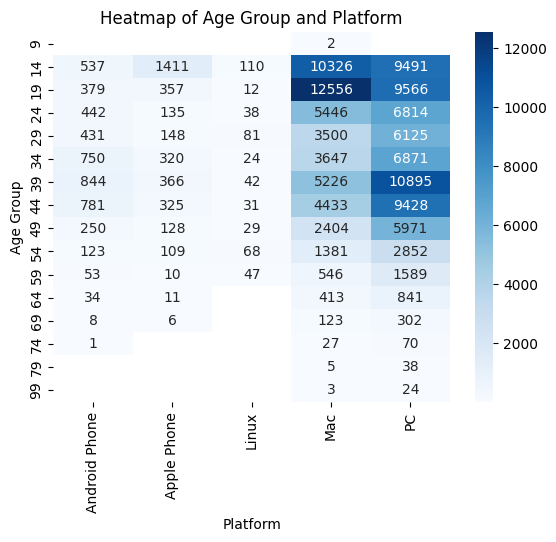 Heatmap of Age Group and Platform
9 2
14 537 1411 110 10326 9491
19 379 357 12 12556 9566
24 442 135 38 5446 6814
29 431 148 81 3500 6125
34 750 320 24 3647 6871
39 844 366 42 5226 10895
44 781 325 31 4433 9428
49 250 128 29 2404 5971
54 123 109 68 1381 2852
59 53 10 47 546 1589
64 34 11 413 841
69 8 6 123 302
74 1 27 70
79 5 38
99 3 24
Age Group
Android Phone
Apple Phone
Linux
Mac
PC
Platform
12000
10000
8000
6000
4000
2000